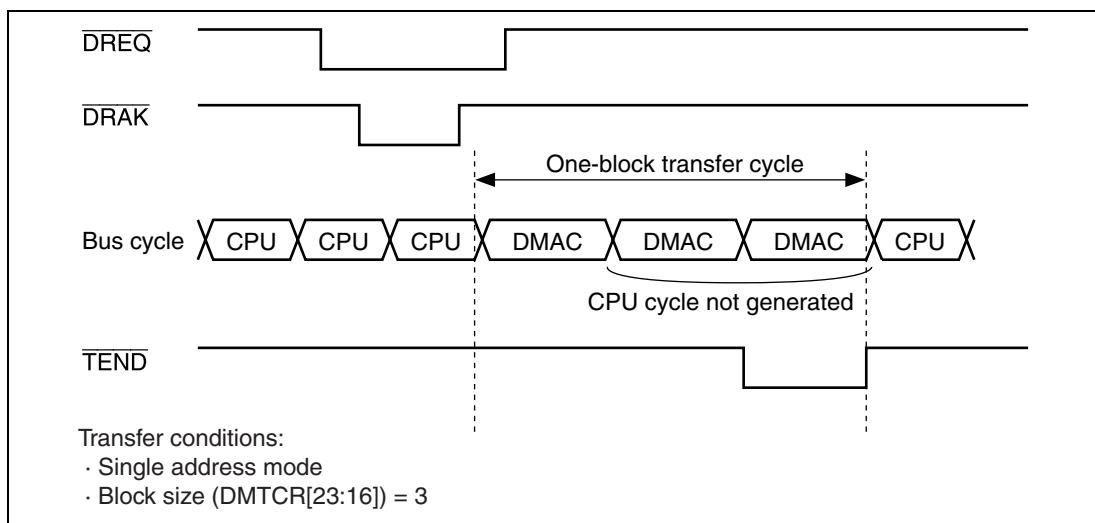 DREQ
DRAK
One-block transfer cycle
Bus cycle CPU CPU CPU DMAC DMAC DMAC CPU
CPU cycle not generated
TEND
Transfer conditions:
· Single address mode
· Block size (DMTCR[23:16]) = 3